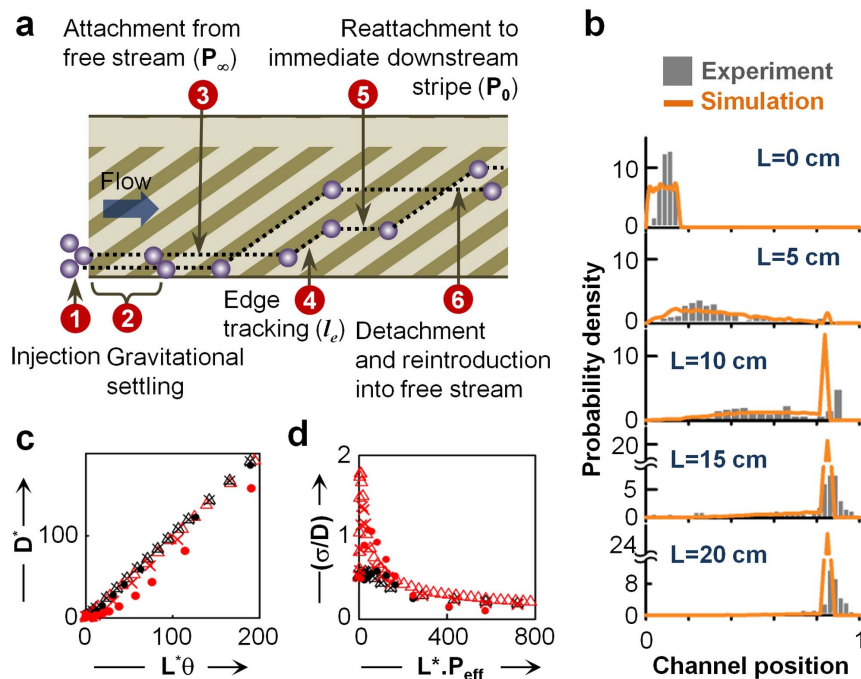 a
Attachment from
free stream (P∞)
Reattachment to
immediate downstream
stripe (P0)
3
5
Flow
1
2
4
6
Injection
Gravitational
settling
Edge
tracking (le)
Detachment
and reintroduction
into free stream
b
Experiment
Simulation
Probability density
10
0
L=0 cm
10
0
L=5 cm
10
0
L=10 cm
20
5
0
L=15 cm
24
8
0
L=20 cm
0
1
Channel position
c
D*
100
0
0
100
200
L*θ
d
(σ/D)
2
1
0
0
400
800
L*.Peff